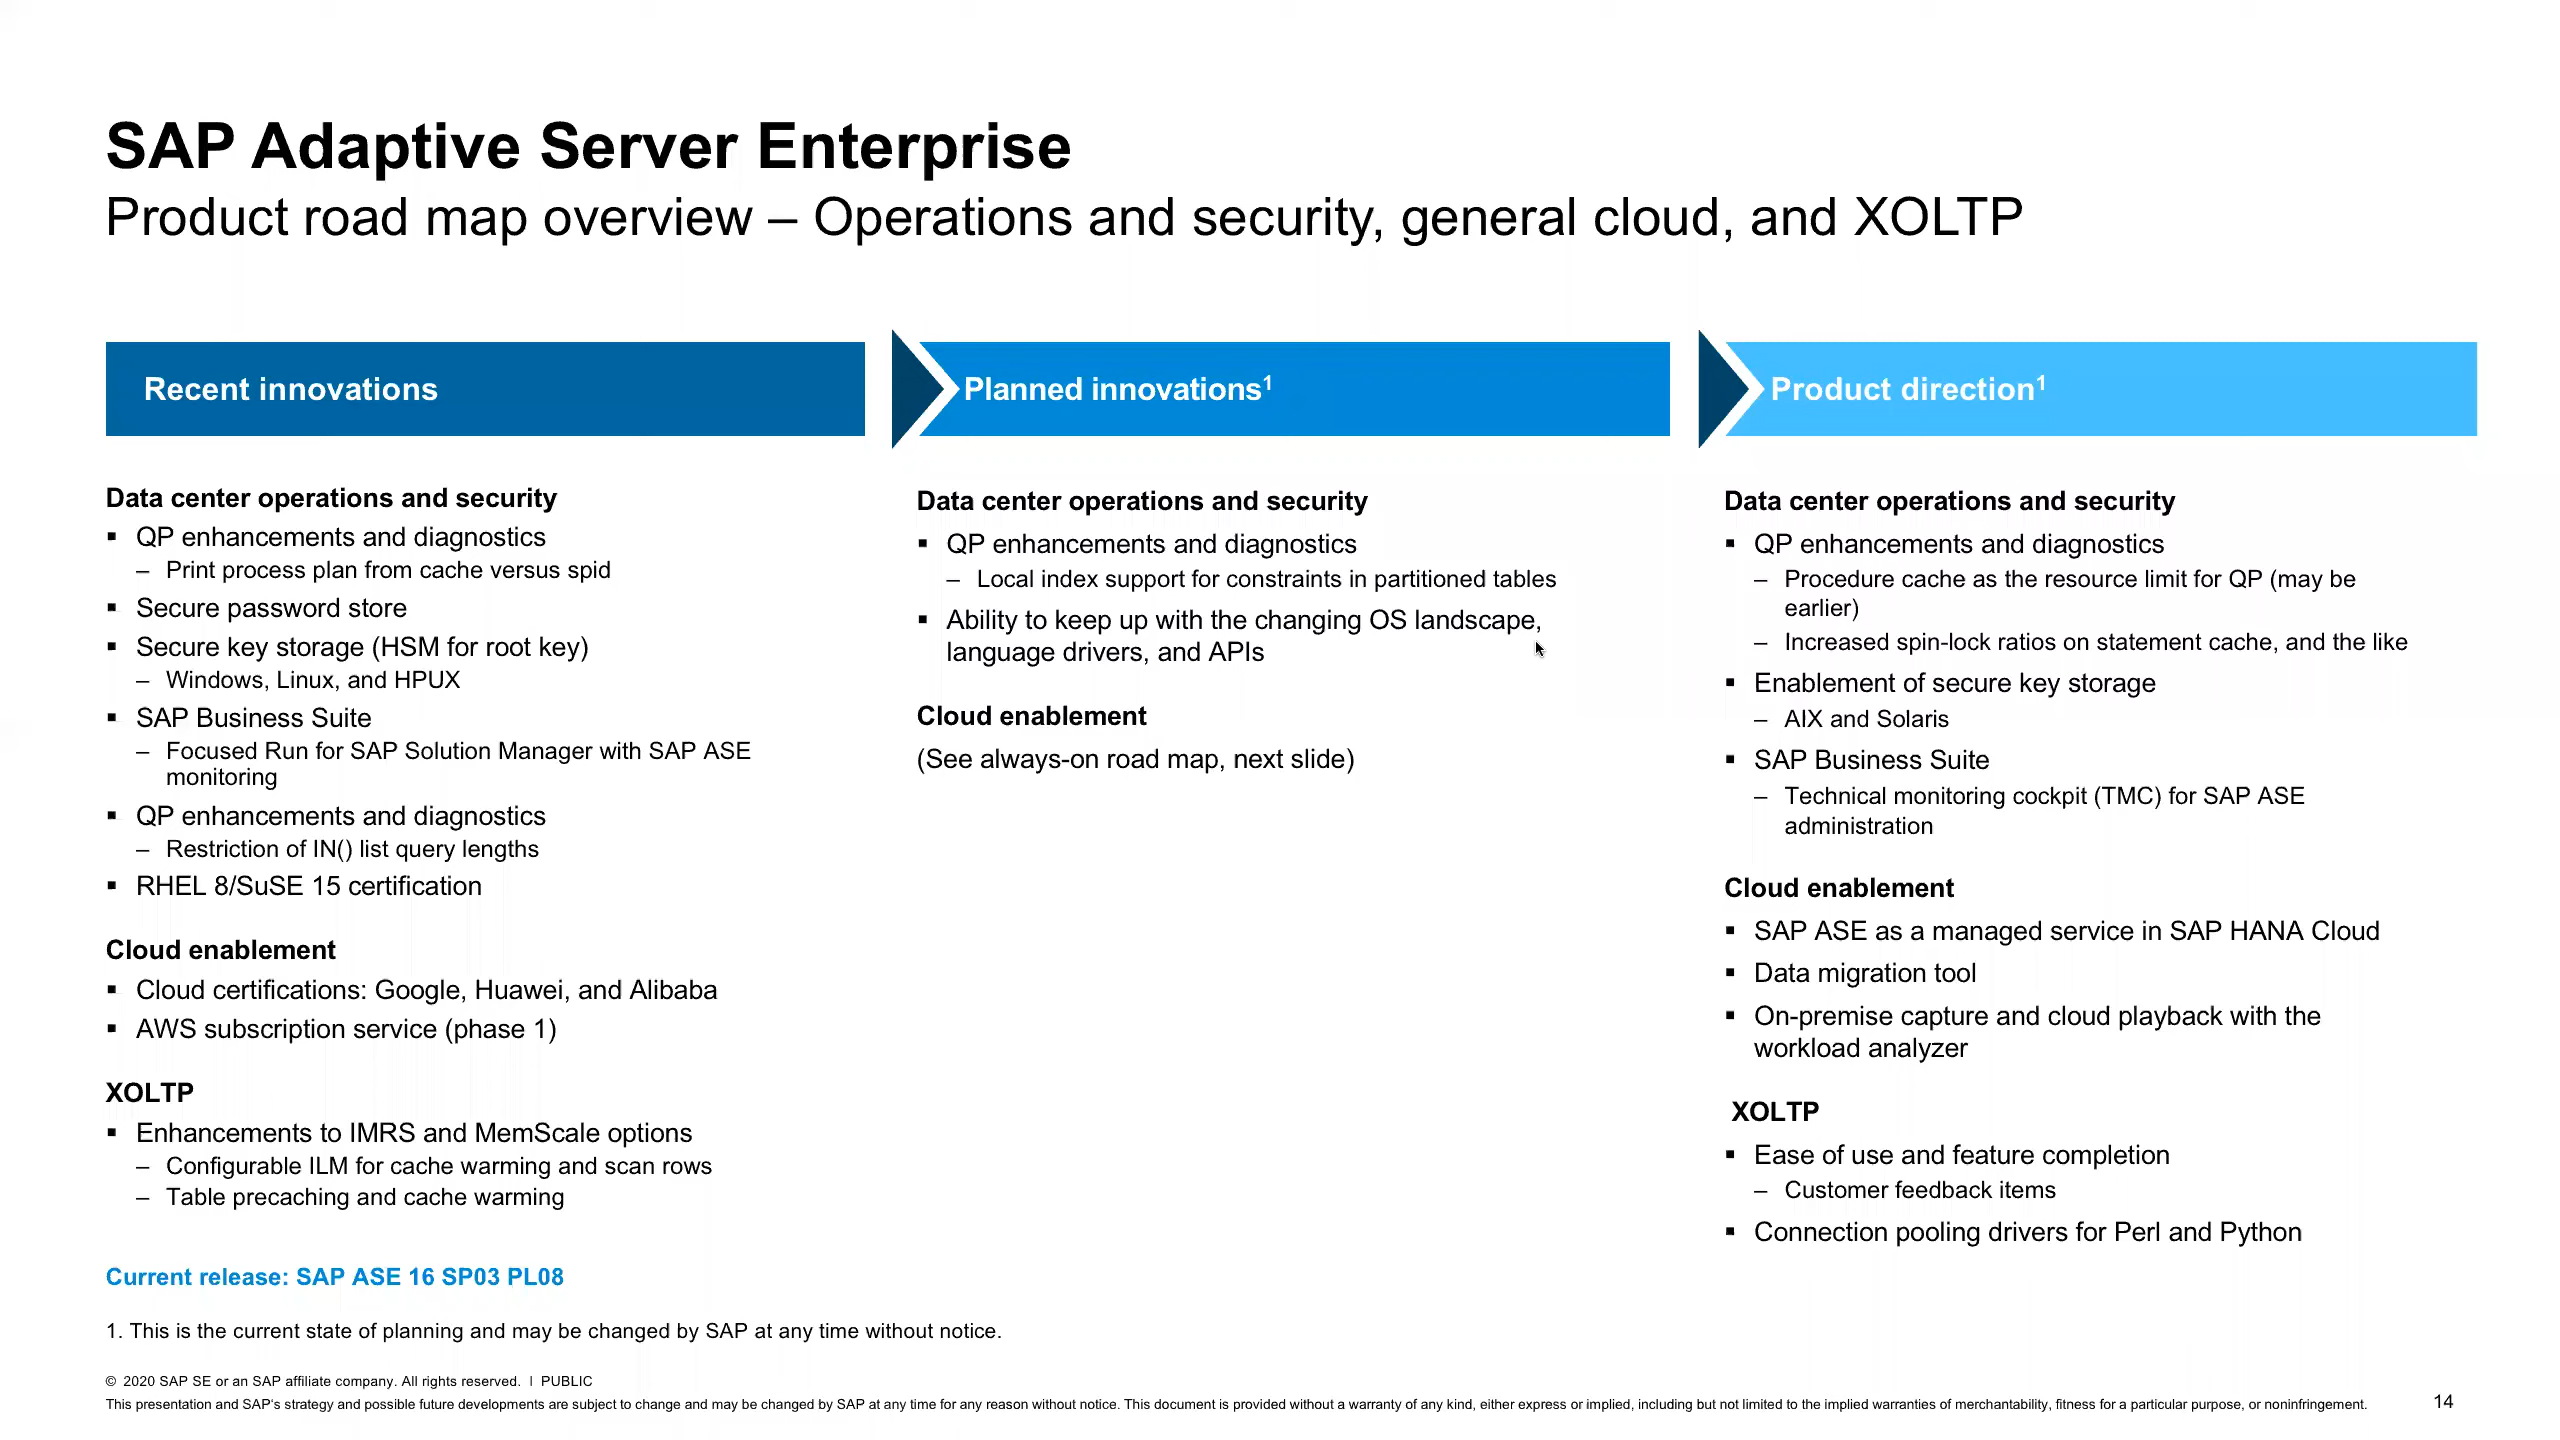 SAP Adaptive Server Enterprise
Product road map overview – Operations and security, general cloud, and XOLTP
Recent innovations
Data center operations and security
▪ QP enhancements and diagnostics
– Print process plan from cache versus spid
▪ Secure password store
▪ Secure key storage (HSM for root key)
– Windows, Linux, and HPUX
▪ SAP Business Suite
– Focused Run for SAP Solution Manager with SAP ASE
monitoring
▪ QP enhancements and diagnostics
– Restriction of IN() list query lengths
▪ RHEL 8/SuSE 15 certification
Cloud enablement
▪ Cloud certifications: Google, Huawei, and Alibaba
▪ AWS subscription service (phase 1)
XOLTP
▪ Enhancements to IMRS and MemScale options
– Configurable ILM for cache warming and scan rows
– Table precaching and cache warming
Current release: SAP ASE 16 SP03 PL08
Planned innovations¹
Data center operations and security
▪ QP enhancements and diagnostics
– Local index support for constraints in partitioned tables
▪ Ability to keep up with the changing OS landscape,
language drivers, and APIs
Cloud enablement
(See always-on road map, next slide)
Product direction¹
Data center operations and security
▪ QP enhancements and diagnostics
– Procedure cache as the resource limit for QP (may be
earlier)
– Increased spin-lock ratios on statement cache, and the like
▪ Enablement of secure key storage
– AIX and Solaris
▪ SAP Business Suite
– Technical monitoring cockpit (TMC) for SAP ASE
administration
Cloud enablement
▪ SAP ASE as a managed service in SAP HANA Cloud
▪ Data migration tool
▪ On-premise capture and cloud playback with the
workload analyzer
XOLTP
▪ Ease of use and feature completion
– Customer feedback items
▪ Connection pooling drivers for Perl and Python
1. This is the current state of planning and may be changed by SAP at any time without notice.
© 2020 SAP SE or an SAP affiliate company. All rights reserved. | PUBLIC
This presentation and SAP's strategy and possible future developments are subject to change and may be changed by SAP at any time for any reason without notice. This document is provided without a warranty of any kind, either express or implied, including but not limited to the implied warranties of merchantability, fitness for a particular purpose, or noninfringement.
14